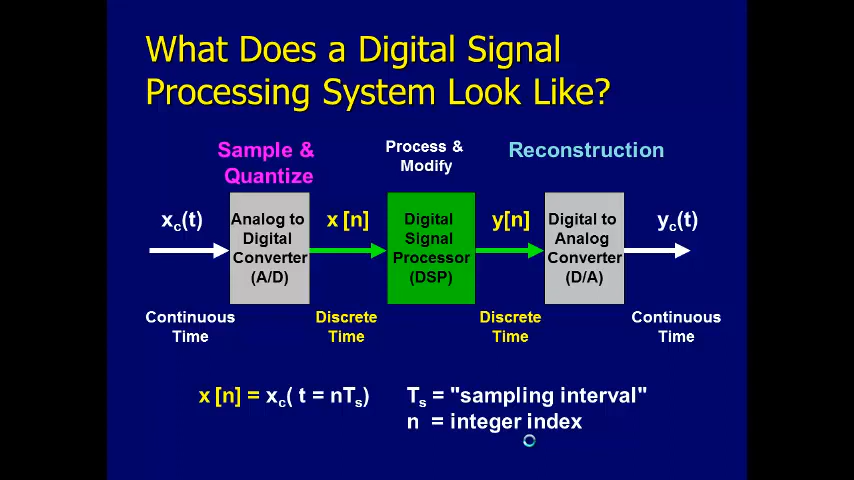 What Does a Digital Signal
Processing System Look Like?
Sample &
Quantize
Process &
Modify
Reconstruction
xc(t)
Analog to
Digital
Converter
(A/D)
x [n]
Digital
Signal
Processor
(DSP)
y[n]
Digital to
Analog
Converter
(D/A)
yc(t)
Continuous
Time
Discrete
Time
Discrete
Time
Continuous
Time
x [n] = xc( t = nTs)
Ts = "sampling interval"
n = integer index